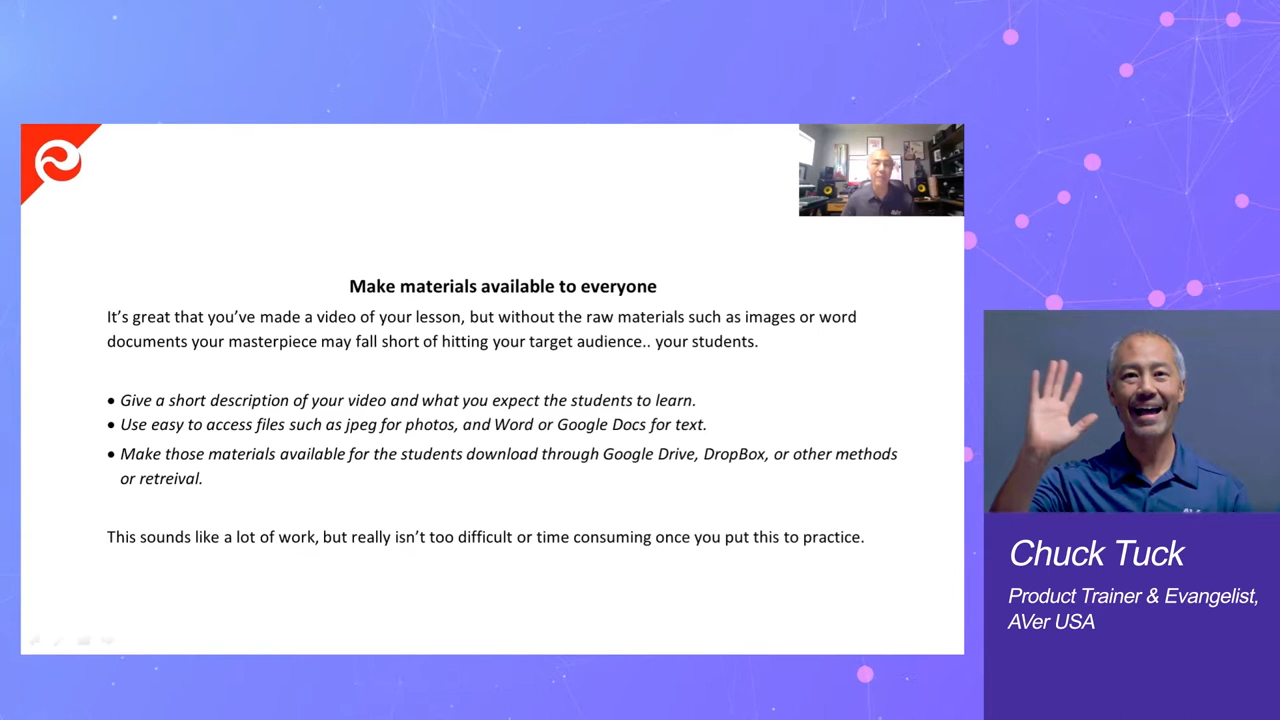 Make materials available to everyone
It's great that you've made a video of your lesson, but without the raw materials such as images or word
documents your masterpiece may fall short of hitting your target audience.. your students.
• Give a short description of your video and what you expect the students to learn.
• Use easy to access files such as jpeg for photos, and Word or Google Docs for text.
• Make those materials available for the students download through Google Drive, DropBox, or other methods
or retreival.
This sounds like a lot of work, but really isn't too difficult or time consuming once you put this to practice.
Chuck Tuck
Product Trainer & Evangelist,
AVer USA